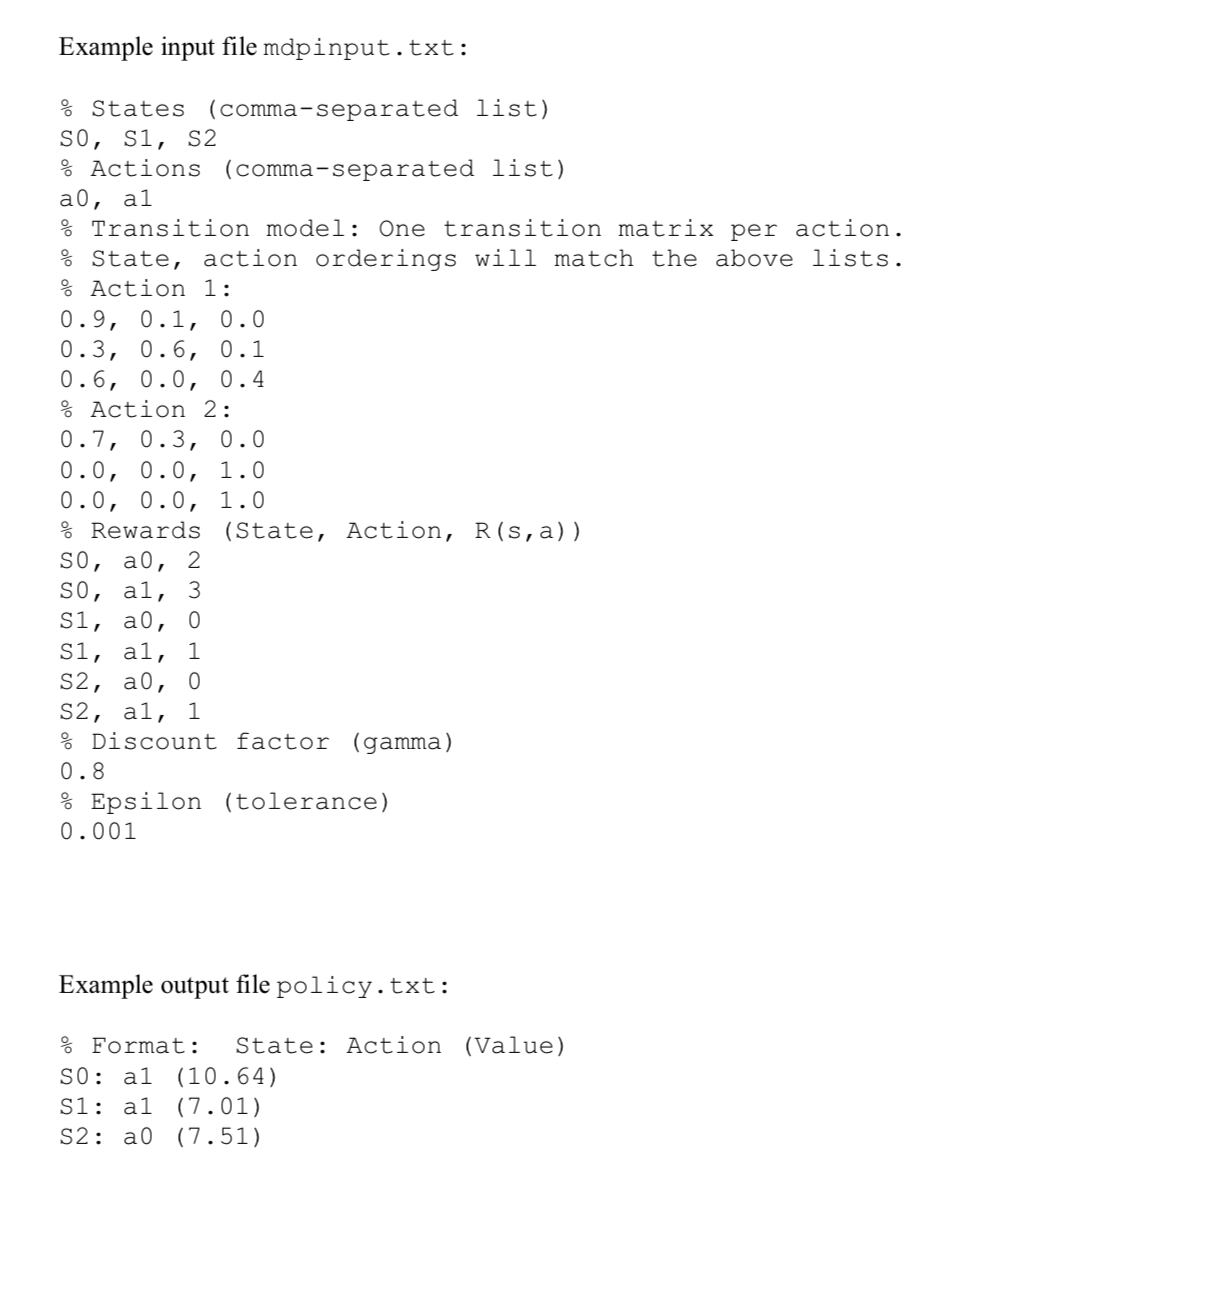 Example input file mdpinput.txt:
% States (comma-separated list)
S0, S1, S2
% Actions (comma-separated list)
a0, a1
% Transition model: One transition matrix per action.
% State, action orderings will match the above lists.
% Action 1:
0.9, 0.1, 0.0
0.3, 0.6, 0.1
0.6, 0.0, 0.4
% Action 2:
0.7, 0.3, 0.0
0.0, 0.0, 1.0
0.0, 0.0, 1.0
% Rewards (State, Action, R(s,a))
S0, a0, 2
S0, a1, 3
S1, a0, 0
S1, a1, 1
S2, a0, 0
S2, a1, 1
% Discount factor (gamma)
0.8
% Epsilon (tolerance)
0.001
Example output file policy.txt:
% Format:  State: Action (Value)
S0: a1 (10.64)
S1: a1 (7.01)
S2: a0 (7.51)